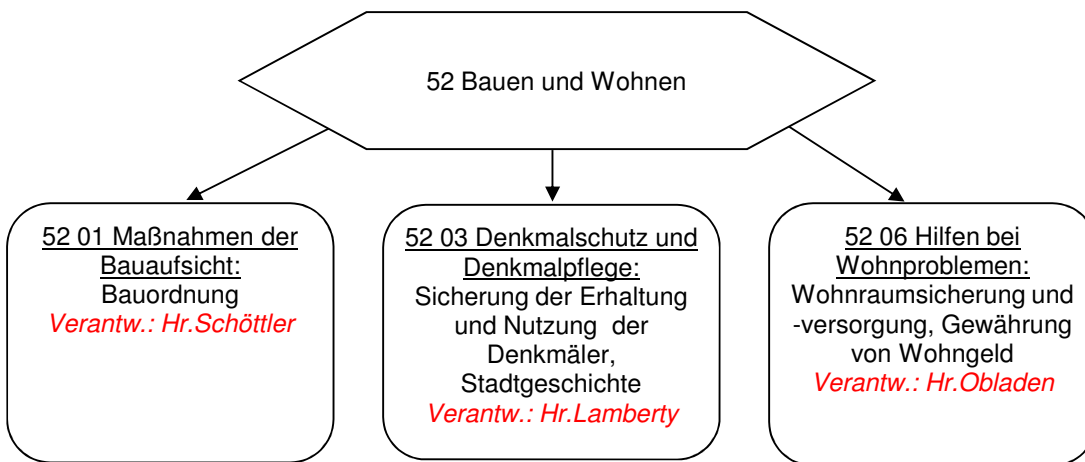 52 Bauen und Wohnen
52 01 Maßnahmen der
Bauaufsicht:
Bauordnung
Verantw.: Hr.Schöttler
52 03 Denkmalschutz und
Denkmalpflege:
Sicherung der Erhaltung
und Nutzung der
Denkmäler,
Stadtgeschichte
Verantw.: Hr.Lamberty
52 06 Hilfen bei
Wohnproblemen:
Wohnraumsicherung und
-versorgung, Gewährung
von Wohngeld
Verantw.: Hr.Obladen